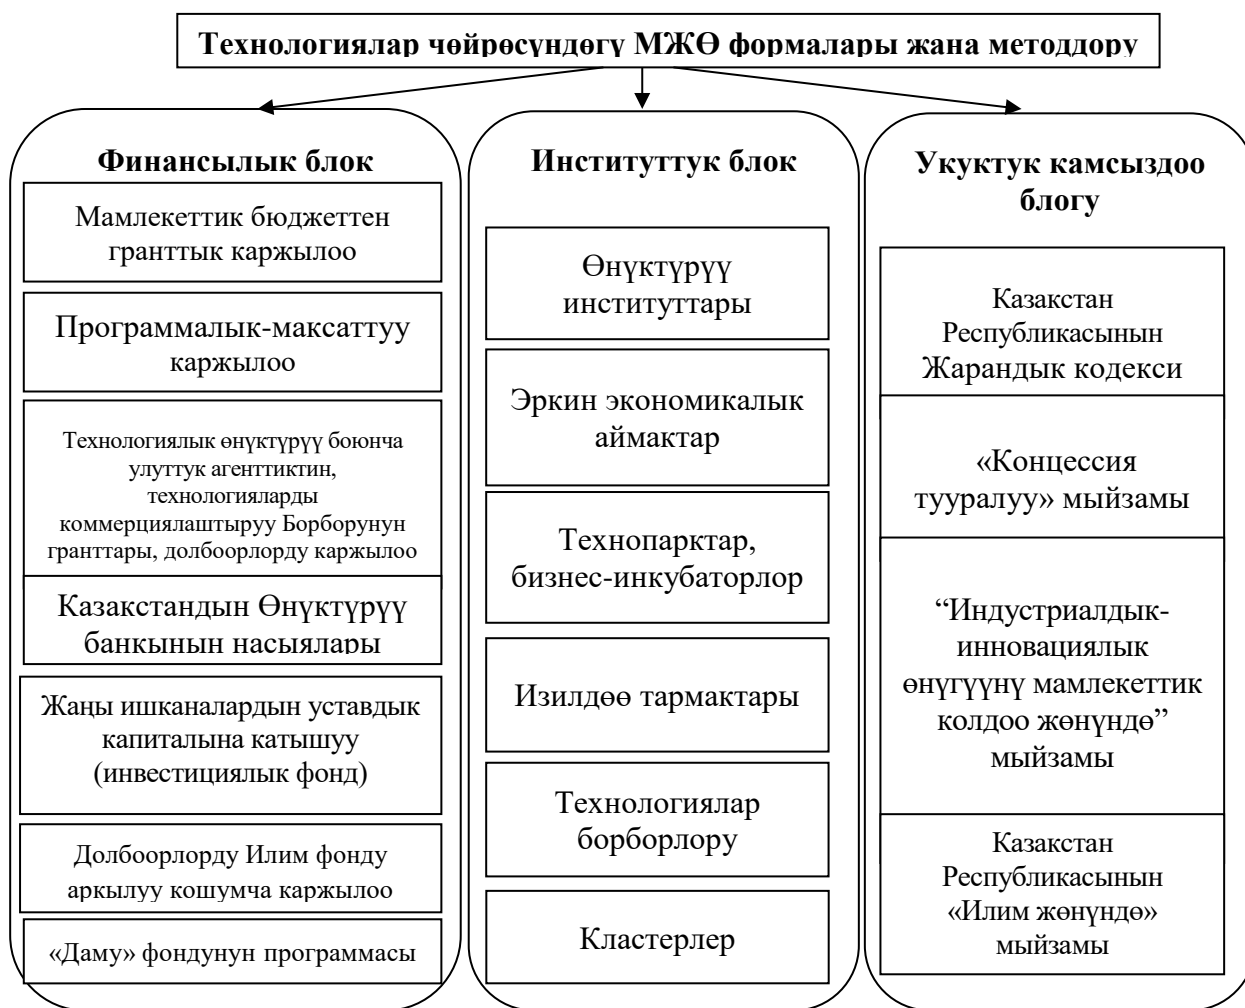 Технологиялар чөйрөсүндөгү МЖӨ формалары жана методдору
Финансылык блок
Мамлекеттик бюджеттен
гранттык каржылоо
Программалык-максаттуу
каржылоо
Технологиялык өнүктүрүү боюнча
улуттук агенттиктин,
технологияларды
коммерциялаштыруу Борборунун
гранттары, долбоорлорду каржылоо
Казакстандын Өнүктүрүү
банкынын насыялары
Жаңы ишканалардын уставдык
капиталына катышуу
(инвестициялык фонд)
Долбоорлорду Илим фонду
аркылуу кошумча каржылоо
«Даму» фондунун программасы
Институттук блок
Өнүктүрүү
институттары
Эркин экономикалык
аймактар
Технопарктар,
бизнес-инкубаторлор
Изилдөө тармактары
Технологиялар
борборлору
Кластерлер
Укуктук камсыздоо
блогу
Казакстан
Республикасынын
Жарандык кодекси
«Концессия
тууралуу» мыйзамы
“Индустриалдык-
инновациялык
өнүгүүнү мамлекеттик
колдоо жөнүндө”
мыйзамы
Казакстан
Республикасынын
«Илим жөнүндө»
мыйзамы